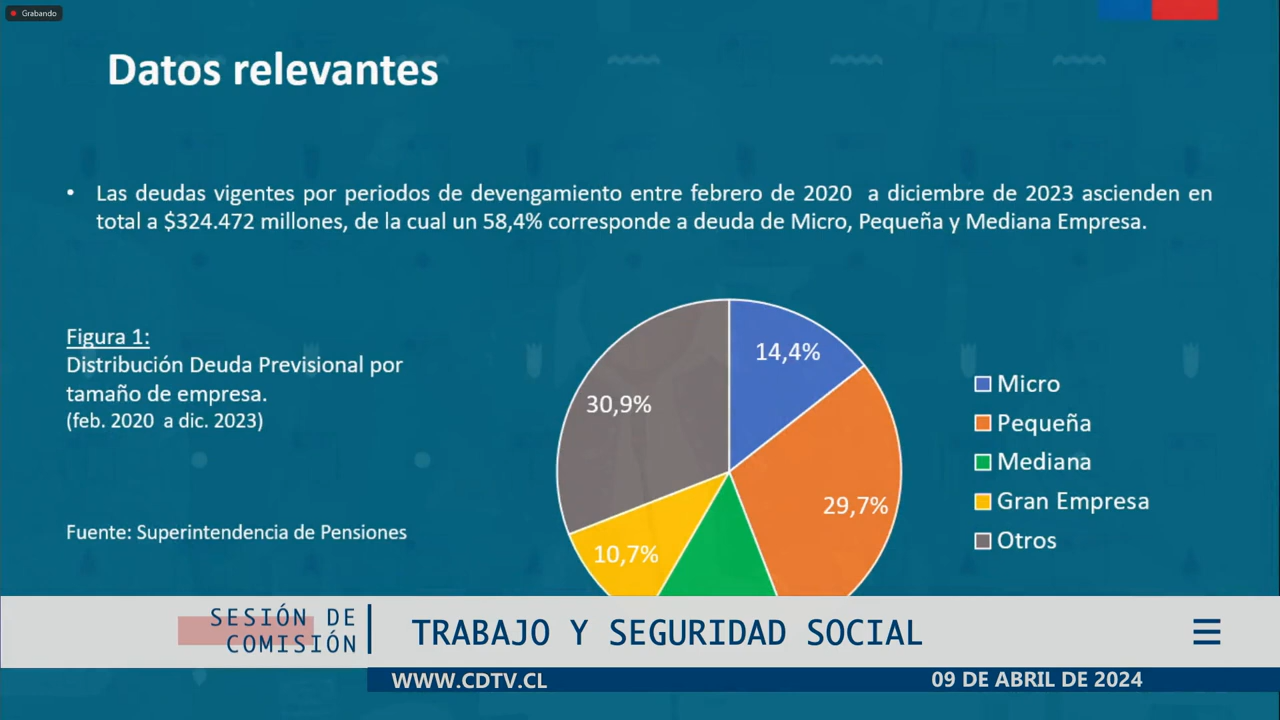 Grabando
Datos relevantes
• Las deudas vigentes por periodos de devengamiento entre febrero de 2020 a diciembre de 2023 ascienden en
total a $324.472 millones, de la cual un 58,4% corresponde a deuda de Micro, Pequeña y Mediana Empresa.
Figura 1:
Distribución Deuda Previsional por
tamaño de empresa.
(feb. 2020 a dic. 2023)
Fuente: Superintendencia de Pensiones
14,4%
30,9%
29,7%
10,7%
Micro
Pequeña
Mediana
Gran Empresa
Otros
SESIÓN DE
COMISIÓN
TRABAJO Y SEGURIDAD SOCIAL
WWW.CDTV.CL
09 DE ABRIL DE 2024